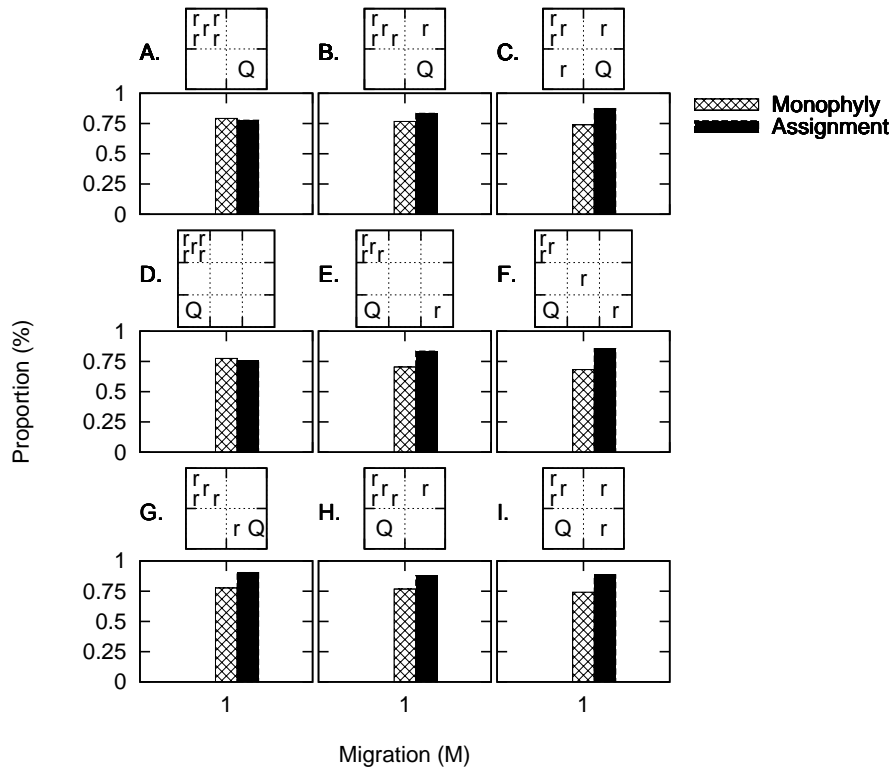 r r
A. r r r Q
r r r
B. r r Q
r r
C. r r Q
Monophyly
Assignment
1
0.75
0.5
0.25
0
r r
D. r r r Q
r r r
E. r Q r
r r
F. r r Q r
1
0.75
0.5
0.25
0
Proportion (%)
r r
G. r r r Q
r r
H. r r r Q
r r
I. r r Q r
1
0.75
0.5
0.25
0
1 1 1
Migration (M)